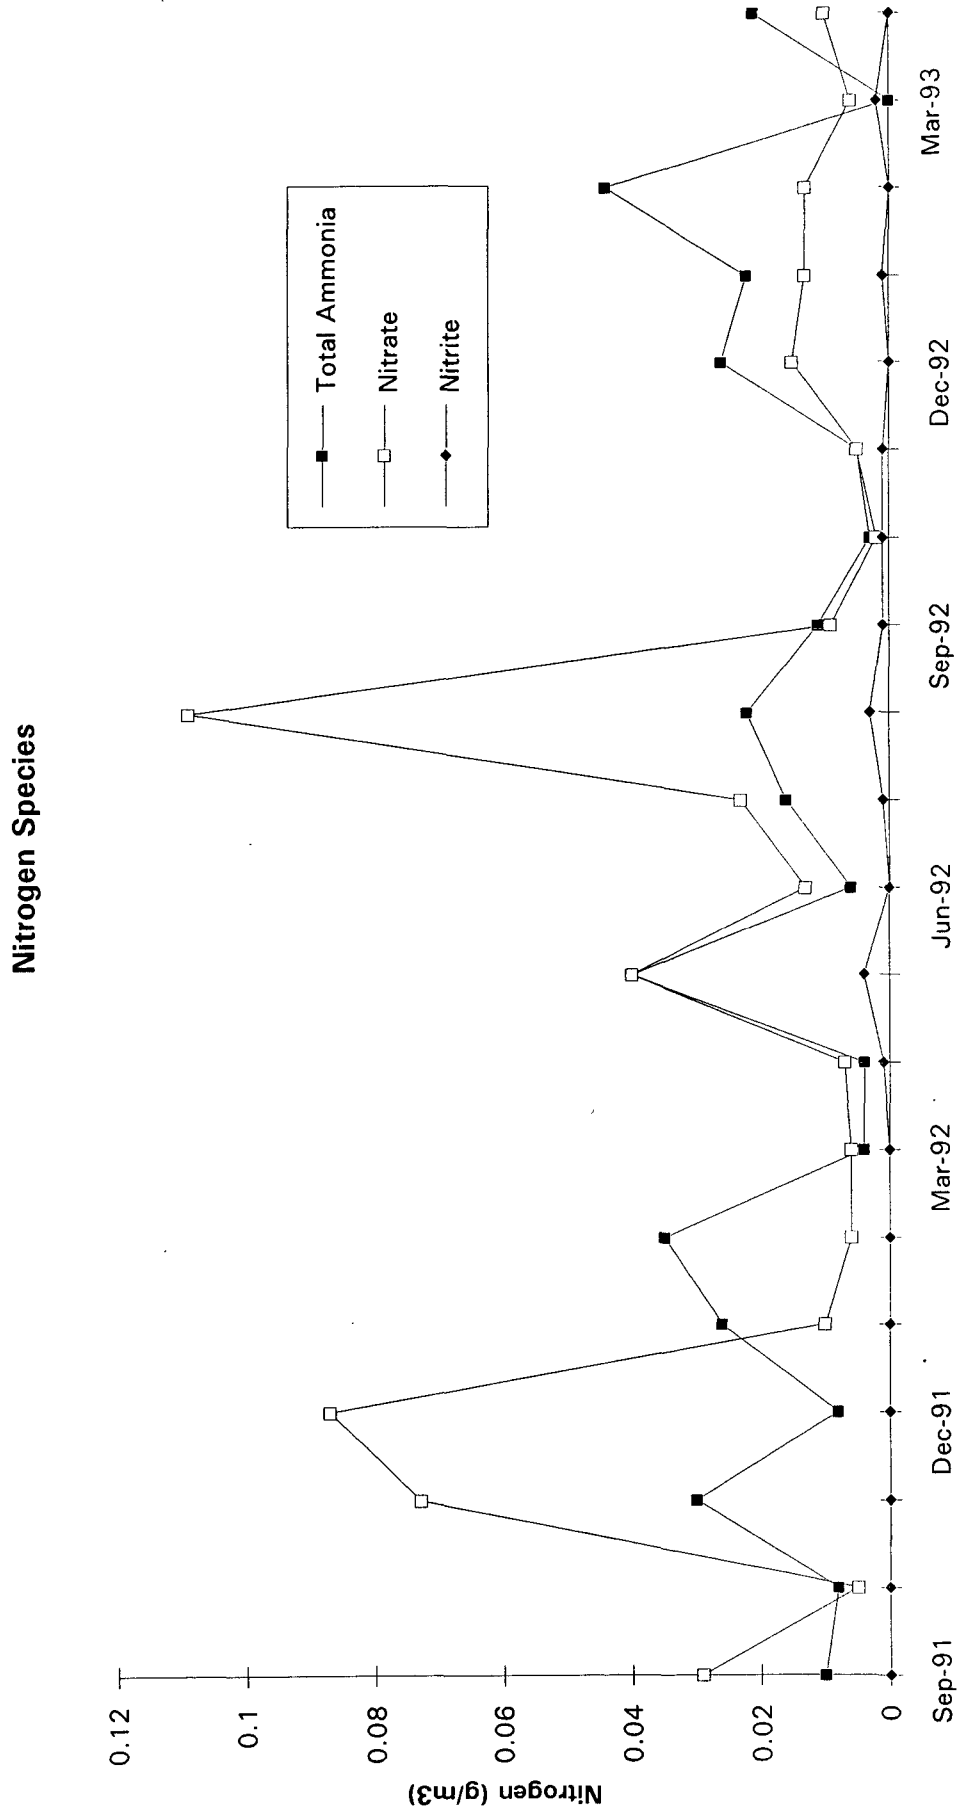 Nitrogen Species
Nitrogen (g/m3)
0.12
0.1
0.08
0.06
0.04
0.02
0
Total Ammonia
Nitrate
Nitrite
Sep-91
Dec-91
Mar-92
Jun-92
Sep-92
Dec-92
Mar-93